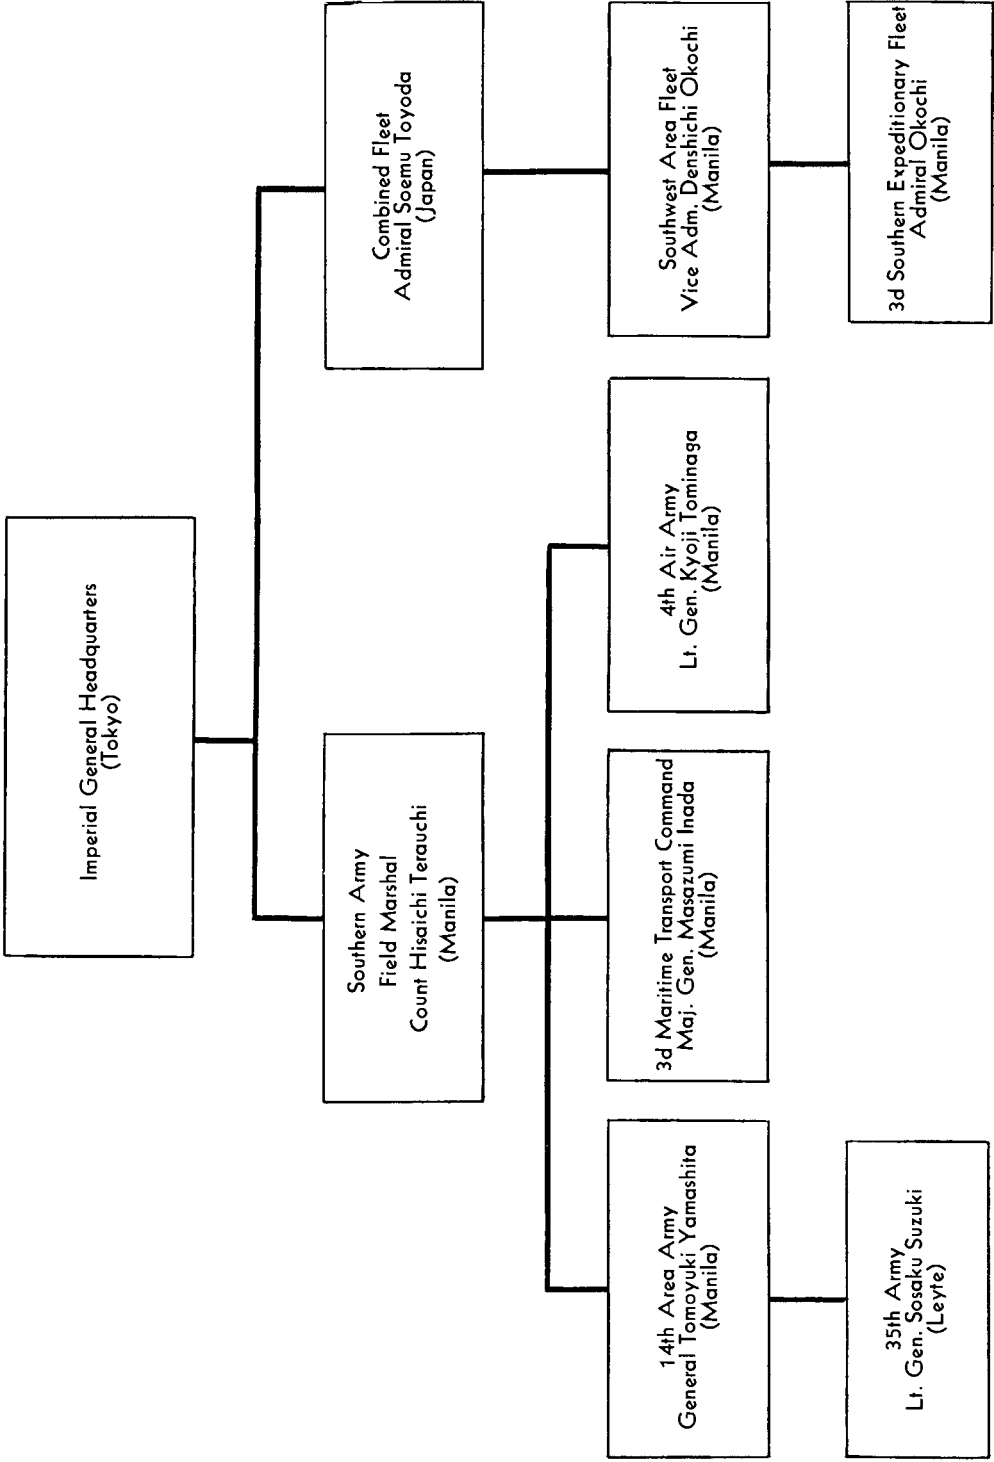 Imperial General Headquarters
(Tokyo)
Southern Army
Field Marshal
Count Hisaichi Terauchi
(Manila)
Combined Fleet
Admiral Soemu Toyoda
(Japan)
14th Area Army
General Tomoyuki Yamashita
(Manila)
3d Maritime Transport Command
Maj. Gen. Masazumi Inada
(Manila)
4th Air Army
Lt. Gen. Kyoji Tominaga
(Manila)
Southwest Area Fleet
Vice Adm. Denshichi Okochi
(Manila)
35th Army
Lt. Gen. Sosaku Suzuki
(Leyte)
3d Southern Expeditionary Fleet
Admiral Okochi
(Manila)